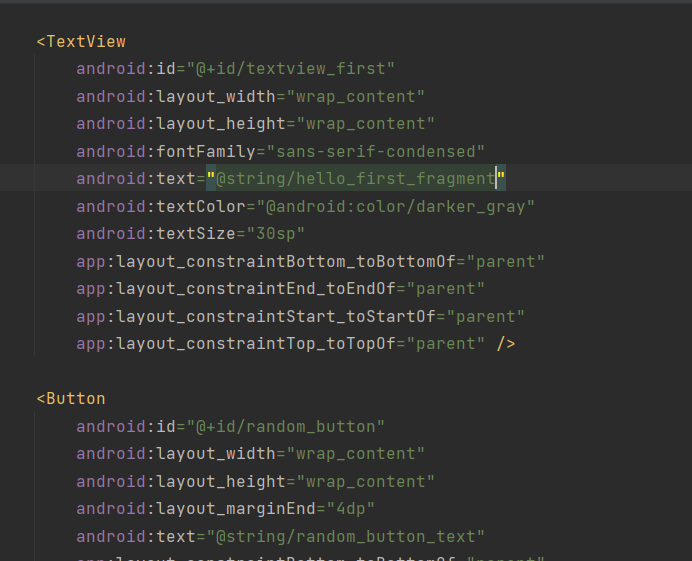 <TextView
android:id="@+id/textview_first"
android:layout_width="wrap_content"
android:layout_height="wrap_content"
android:fontFamily="sans-serif-condensed"
android:text="@string/hello_first_fragment"
android:textColor="@android:color/darker_gray"
android:textSize="30sp"
app:layout_constraintBottom_toBottomOf="parent"
app:layout_constraintEnd_toEndOf="parent"
app:layout_constraintStart_toStartOf="parent"
app:layout_constraintTop_toTopOf="parent" />
<Button
android:id="@+id/random_button"
android:layout_width="wrap_content"
android:layout_height="wrap_content"
android:layout_marginEnd="4dp"
android:text="@string/random_button_text"
app:layout_constraintBottom_toBottomOf="parent"